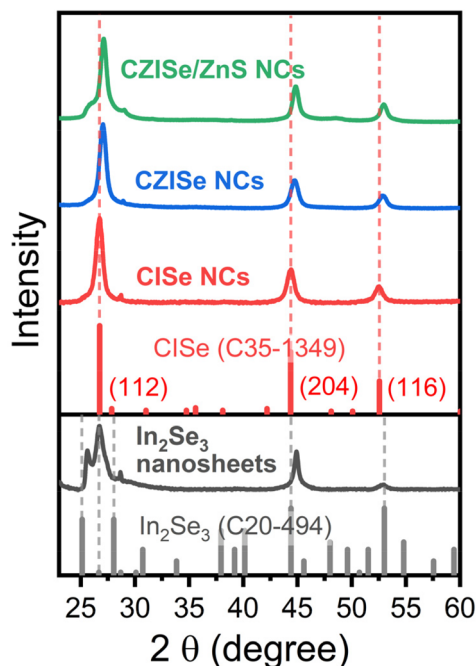 CZISe/ZnS NCs
CZISe NCs
CISe NCs
CISe (C35-1349)
(112) (204) (116)
In₂Se₃
nanosheets
In₂Se₃ (C20-494)
Intensity
25 30 35 40 45 50 55 60
2 θ (degree)